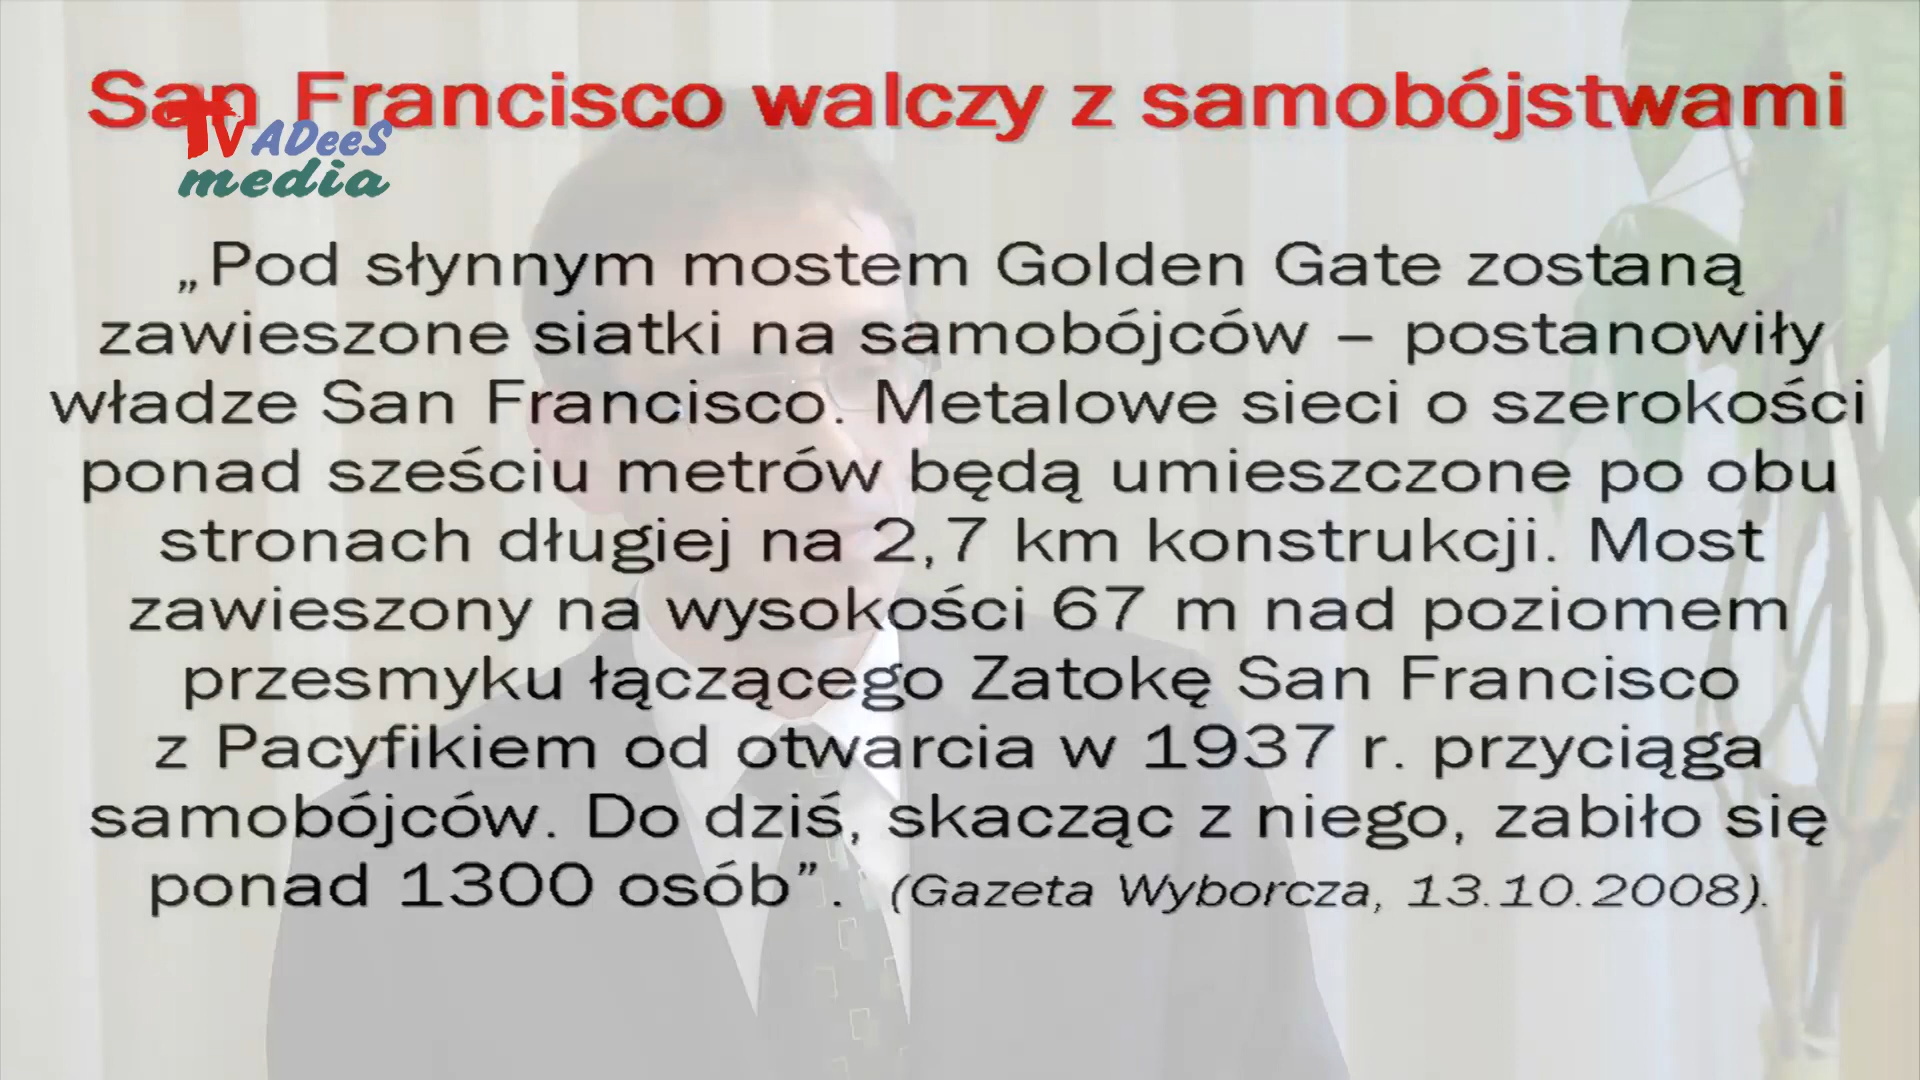 San Francisco walczy z samobójstwami
TV ADeeS
media
„Pod słynnym mostem Golden Gate zostaną
zawieszone siatki na samobójców – postanowiły
władze San Francisco. Metalowe sieci o szerokości
ponad sześciu metrów będą umieszczone po obu
stronach długiej na 2,7 km konstrukcji. Most
zawieszony na wysokości 67 m nad poziomem
przesmyku łączącego Zatokę San Francisco
z Pacyfikiem od otwarcia w 1937 r. przyciąga
samobójców. Do dziś, skacząc z niego, zabiło się
ponad 1300 osób”. (Gazeta Wyborcza, 13.10.2008).